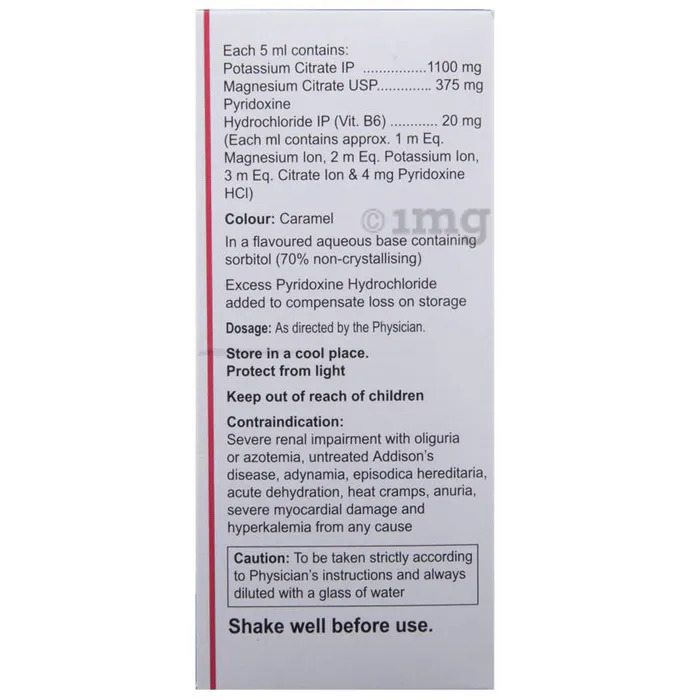 Each 5 ml contains:
Potassium Citrate IP ................1100 mg
Magnesium Citrate USP.............. 375 mg
Pyridoxine
Hydrochloride IP (Vit. B6) ............ 20 mg
(Each ml contains approx. 1 m Eq.
Magnesium Ion, 2 m Eq. Potassium Ion,
3 m Eq. Citrate Ion & 4 mg Pyridoxine
HCl)
Colour: Caramel
©1mg
In a flavoured aqueous base containing
sorbitol (70% non-crystallising)
Excess Pyridoxine Hydrochloride
added to compensate loss on storage
Dosage: As directed by the Physician.
Store in a cool place.
Protect from light
Keep out of reach of children
Contraindication:
Severe renal impairment with oliguria
or azotemia, untreated Addison's
disease, adynamia, episodica hereditaria,
acute dehydration, heat cramps, anuria,
severe myocardial damage and
hyperkalemia from any cause
Caution: To be taken strictly according
to Physician's instructions and always
diluted with a glass of water
Shake well before use.